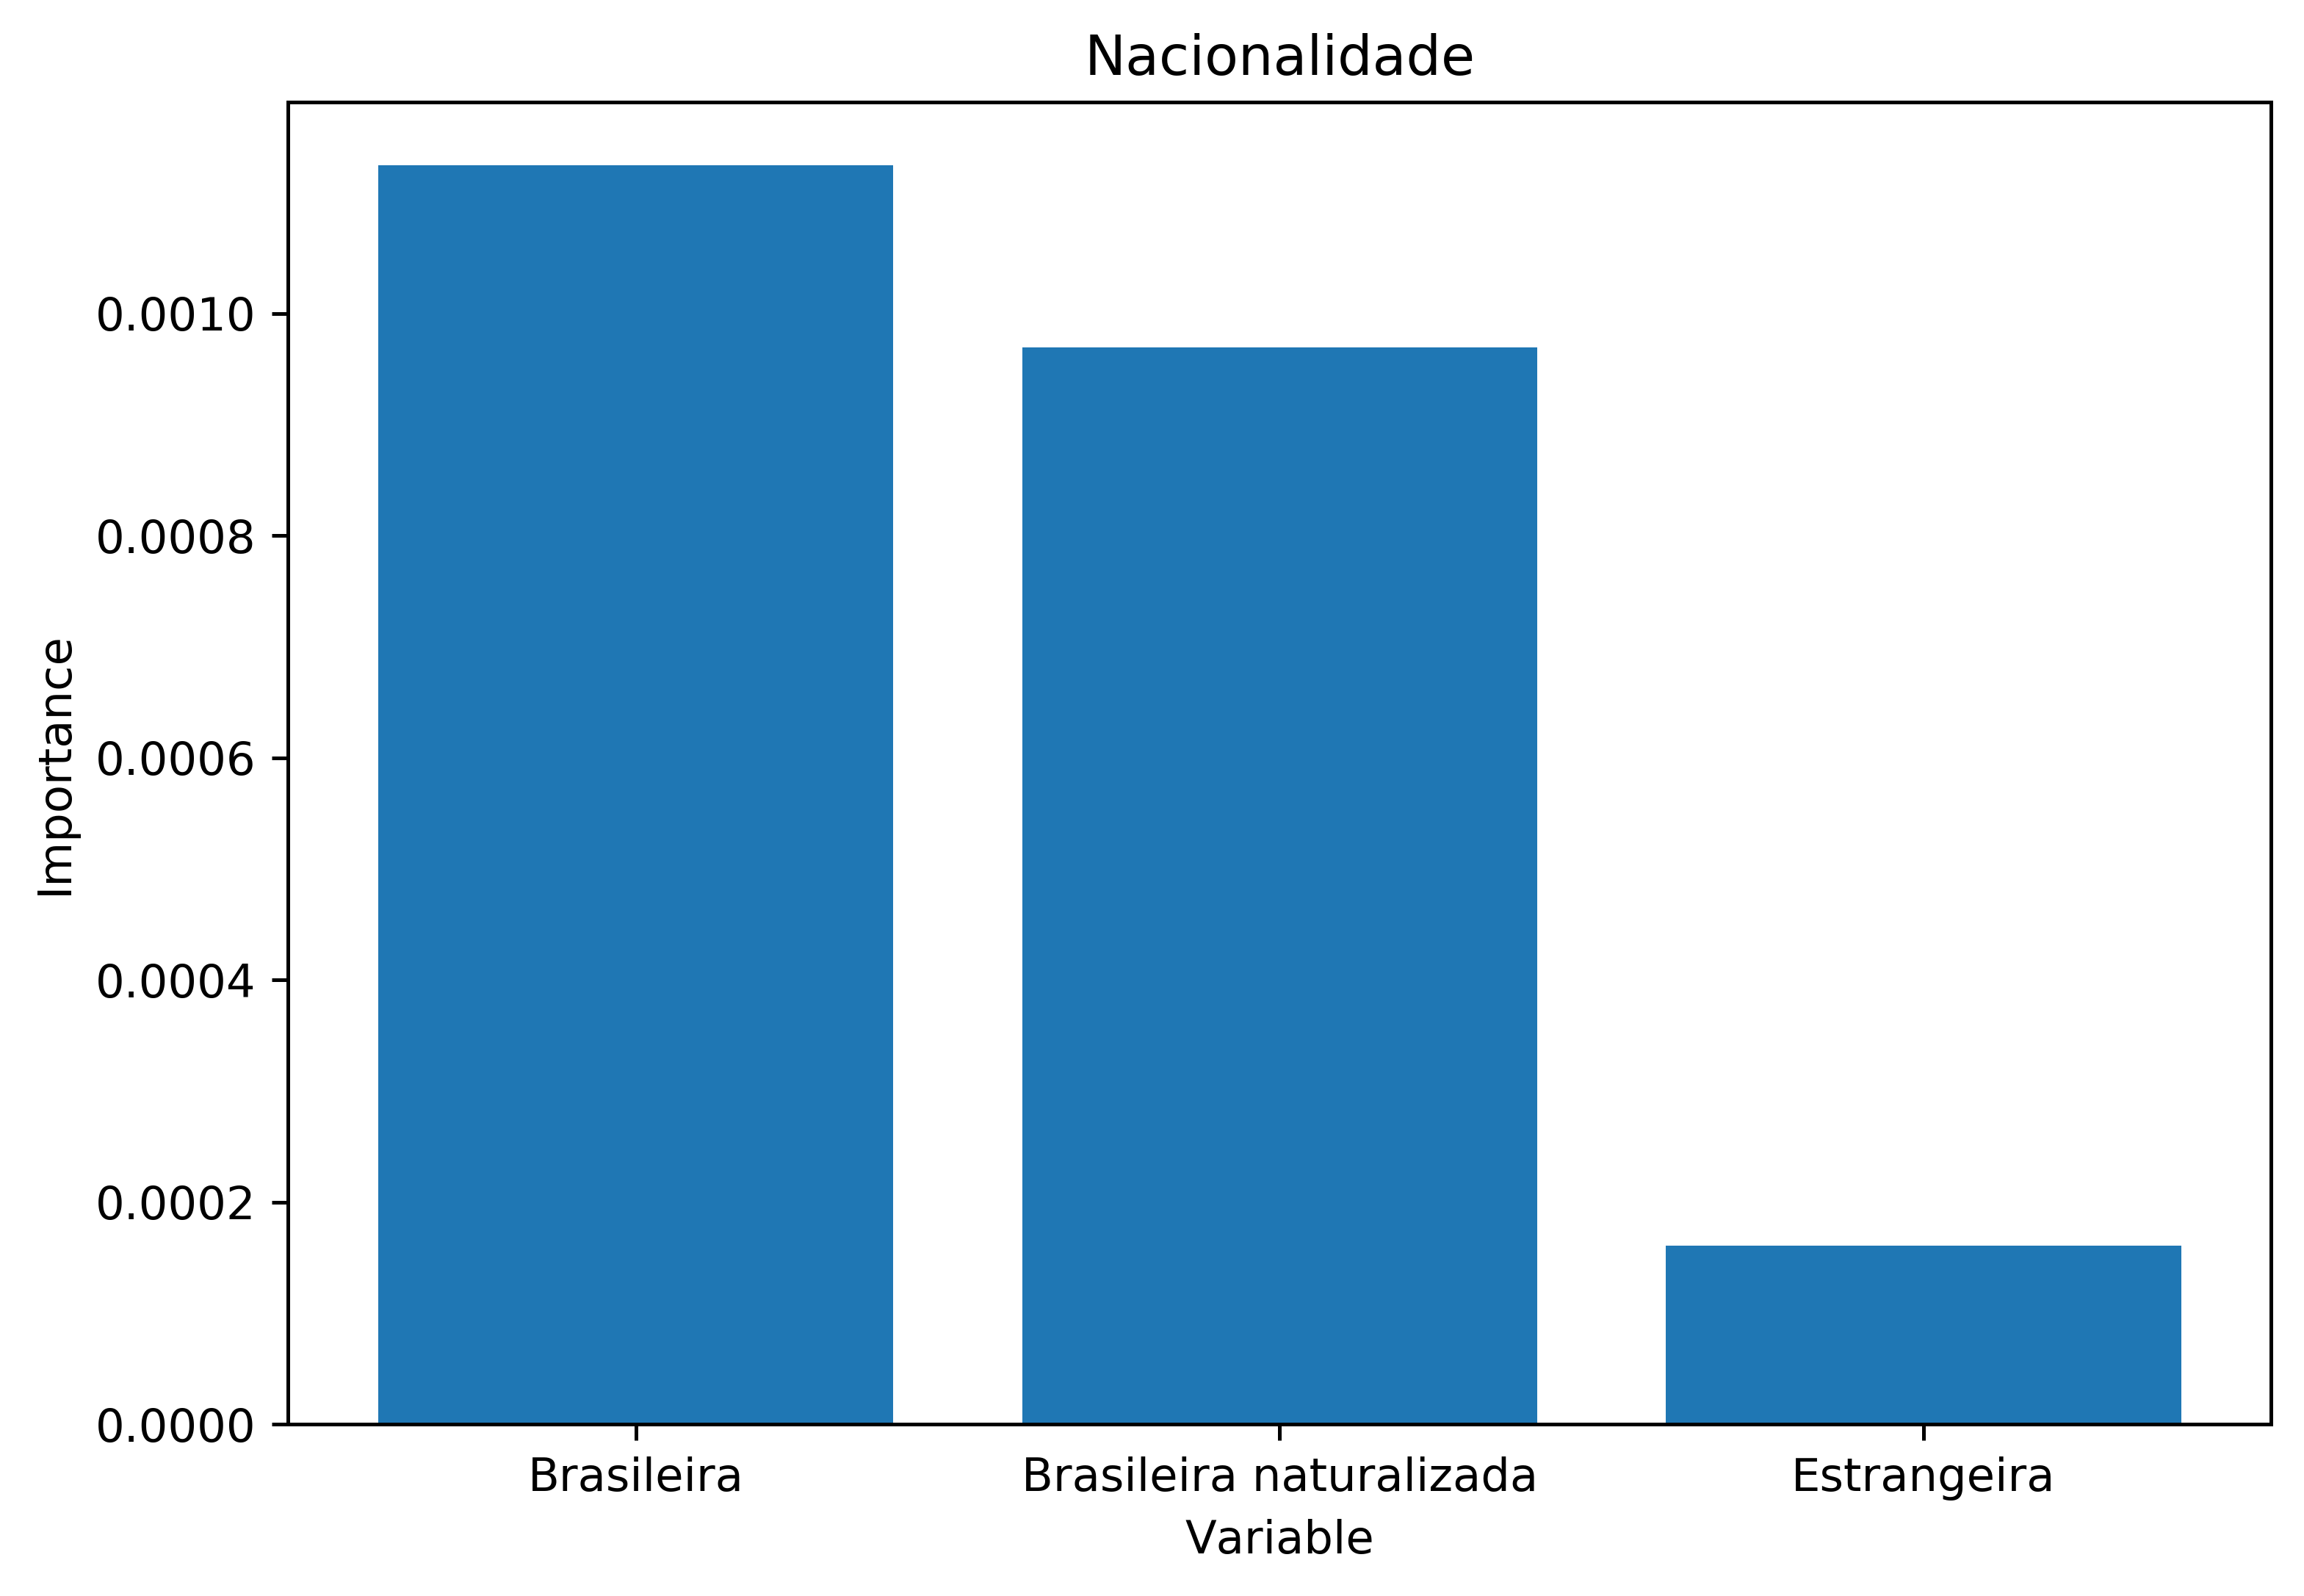 Nacionalidade
Importance
0.0010
0.0008
0.0006
0.0004
0.0002
0.0000
Brasileira
Brasileira naturalizada
Estrangeira
Variable